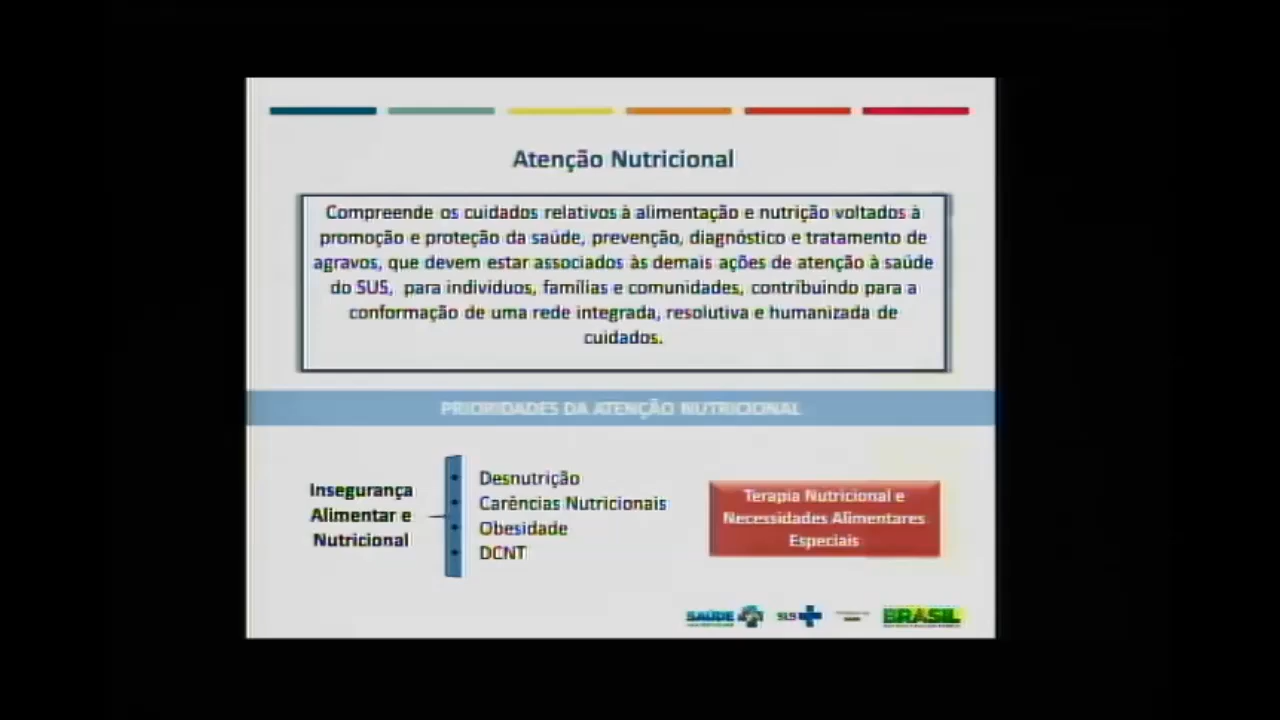 Atenção Nutricional
Compreende os cuidados relativos à alimentação e nutrição voltados à
promoção e proteção da saúde, prevenção, diagnóstico e tratamento de
agravos, que devem estar associados às demais ações de atenção à saúde
do SUS, para indivíduos, famílias e comunidades, contribuindo para a
conformação de uma rede integrada, resolutiva e humanizada de
cuidados.
PRIORIDADES DA ATENÇÃO NUTRICIONAL
Insegurança
Alimentar e
Nutricional
• Desnutrição
• Carências Nutricionais
• Obesidade
• DCNT
Terapia Nutricional e
Necessidades Alimentares
Especiais
SAÚDE
SUS
BRASIL